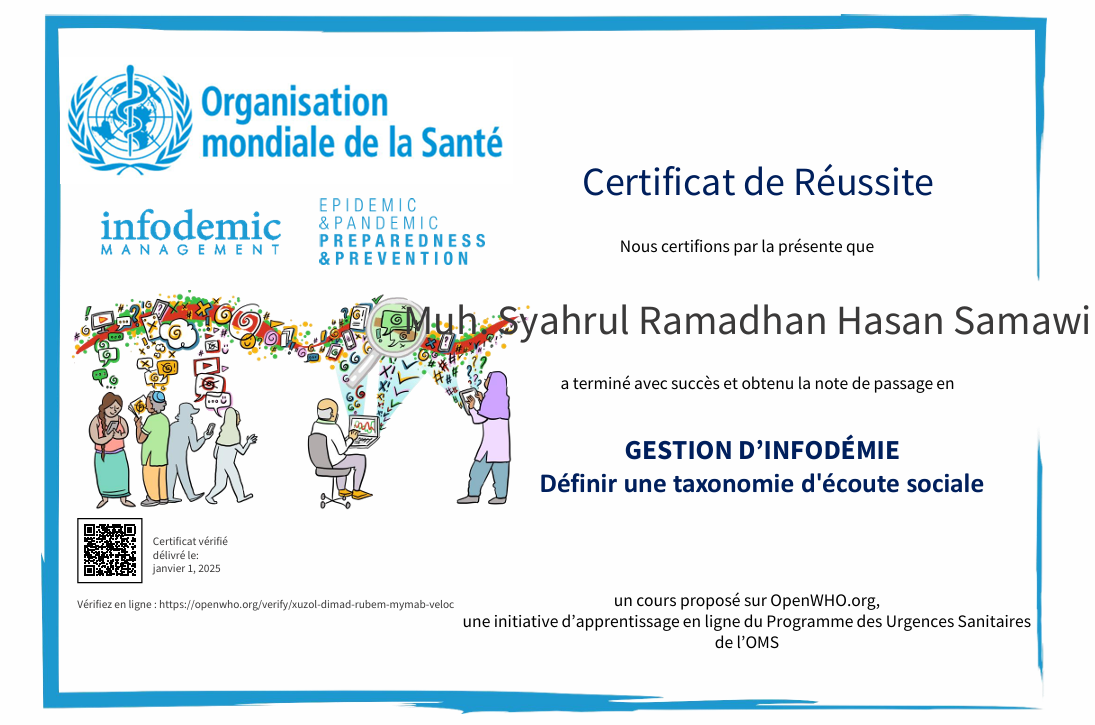 Organisation
mondiale de la Santé
infodemic
MANAGEMENT
EPIDEMIC
&PANDEMIC
PREPAREDNESS
&PREVENTION
Certificat de Réussite
Nous certifions par la présente que
Muh. Syahrul Ramadhan Hasan Samawi
a terminé avec succès et obtenu la note de passage en
GESTION D’INFODÉMIE
Définir une taxonomie d'écoute sociale
Certificat vérifié
délivré le:
janvier 1, 2025
Vérifiez en ligne : https://openwho.org/verify/xuzol-dimad-rubem-mymab-veloc
un cours proposé sur OpenWHO.org,
une initiative d’apprentissage en ligne du Programme des Urgences Sanitaires
de l’OMS